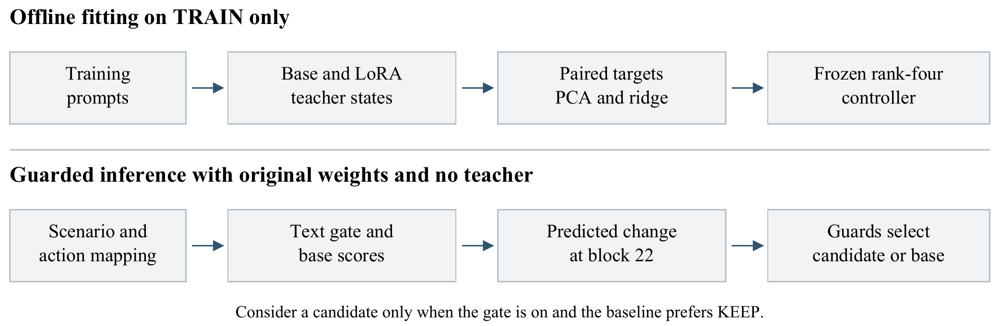 Offline fitting on TRAIN only
Training
prompts
Base and LoRA
teacher states
Paired targets
PCA and ridge
Frozen rank-four
controller
Guarded inference with original weights and no teacher
Scenario and
action mapping
Text gate and
base scores
Predicted change
at block 22
Guards select
candidate or base
Consider a candidate only when the gate is on and the baseline prefers KEEP.